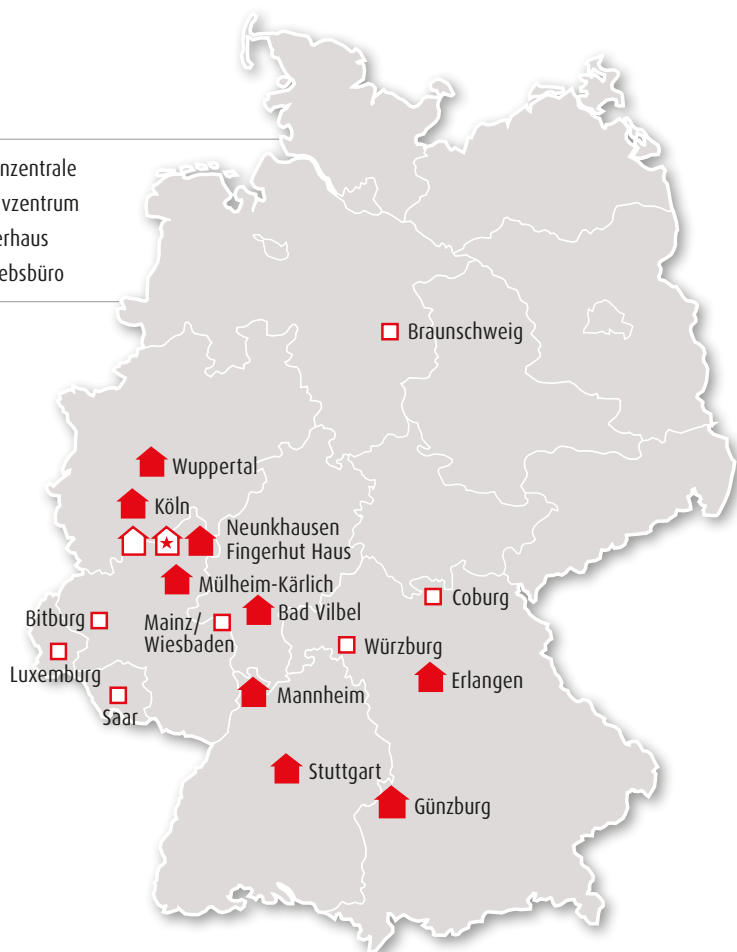 nzentrale
vzentrum
erhaus
ebsbüro
Braunschweig
Wuppertal
Köln
Neunkhausen
Fingerhut Haus
Mülheim-Kärlich
Bad Vilbel
Coburg
Bitburg
Mainz/
Wiesbaden
Würzburg
Luxemburg
Erlangen
Saar
Mannheim
Stuttgart
Günzburg